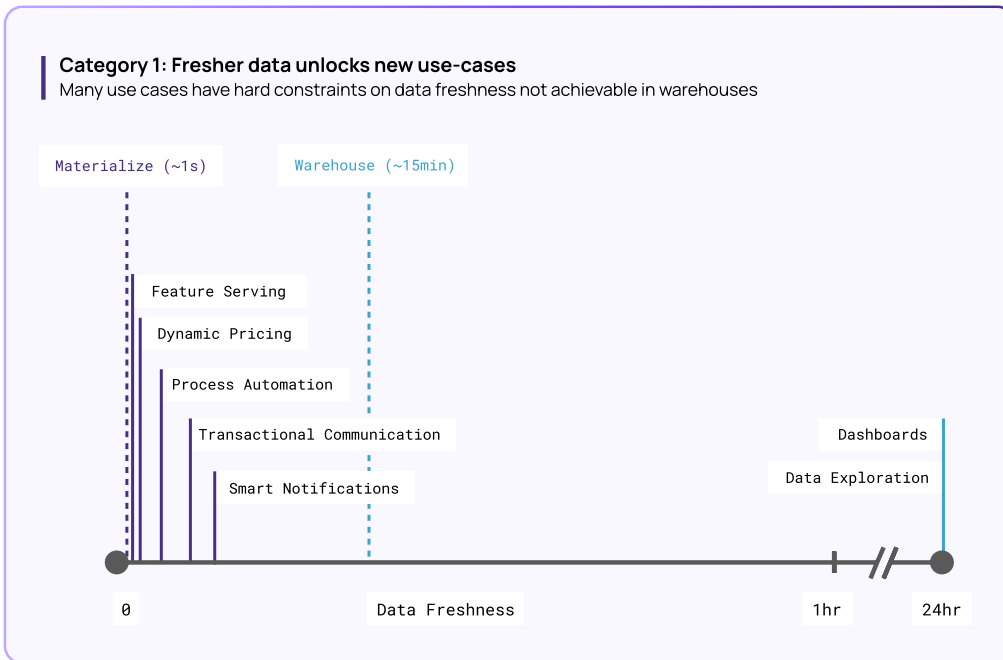 Category 1: Fresher data unlocks new use-cases
Many use cases have hard constraints on data freshness not achievable in warehouses
Materialize (~1s)
Warehouse (~15min)
Feature Serving
Dynamic Pricing
Process Automation
Transactional Communication
Dashboards
Data Exploration
Smart Notifications
0
Data Freshness
1hr
24hr